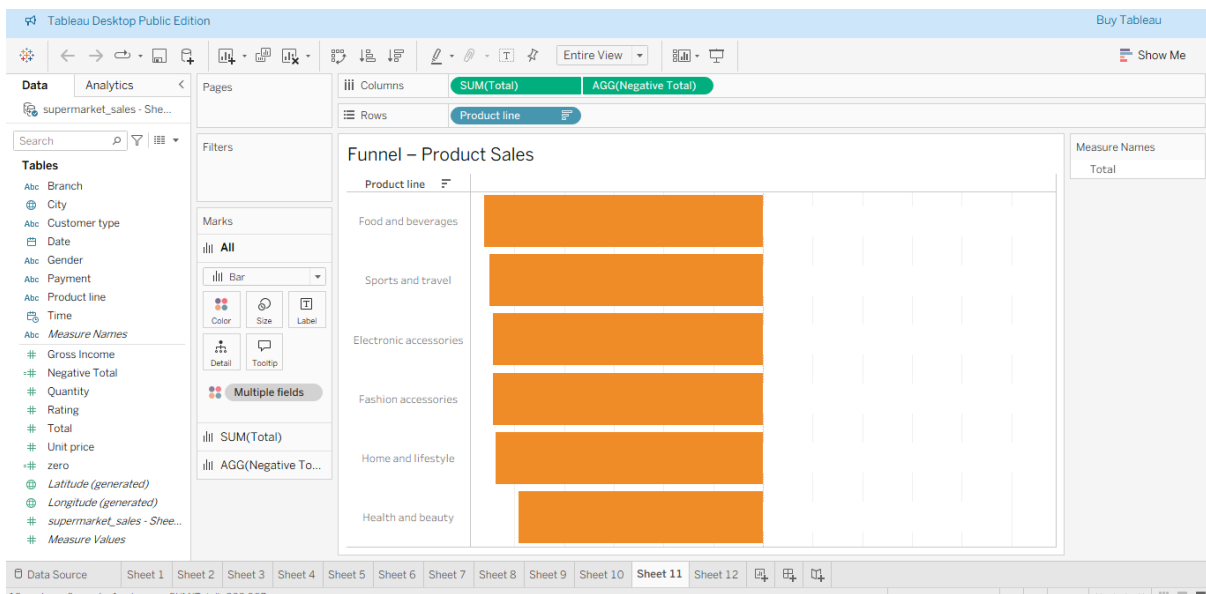 Tableau Desktop Public Edition
Buy Tableau
Entire View
Show Me
Data
Analytics
Pages
Columns
SUM(Total)
AGG(Negative Total)
supermarket_sales - She...
Rows
Product line
Search
Filters
Funnel – Product Sales
Measure Names
Total
Tables
Product line
Abc Branch
City
Abc Customer type
Date
Abc Gender
Abc Payment
Abc Product line
Time
Abc Measure Names
# Gross Income
=# Negative Total
# Quantity
# Rating
# Total
# Unit price
=# zero
Latitude (generated)
Longitude (generated)
# supermarket_sales - Shee...
# Measure Values
Marks
All
Bar
Color
Size
T
Label
Detail
Tooltip
Multiple fields
SUM(Total)
AGG(Negative To...
Food and beverages
Sports and travel
Electronic accessories
Fashion accessories
Home and lifestyle
Health and beauty
Data Source
Sheet 1
Sheet 2
Sheet 3
Sheet 4
Sheet 5
Sheet 6
Sheet 7
Sheet 8
Sheet 9
Sheet 10
Sheet 11
Sheet 12